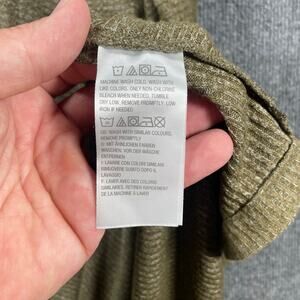 MACHINE WASH COLD, WASH WITH
LIKE COLORS, ONLY NON-CHLORINE
BLEACH WHEN NEEDED, TUMBLE
DRY LOW, REMOVE PROMPTLY, LOW
IRON IF NEEDED
GB: WASH WITH SIMILAR COLOURS,
REMOVE PROMPTLY
D: MIT ÄHNLICHEN FARBEN
WASCHEN, VOR DER WÄSCHE
ENTFERNEN
I: LAVARE CON COLORI SIMILARI
RIMUOVERE SUBITO DOPO IL
LAVAGGIO
F: LAVER AVEC DES COLORIS
SIMILAIRES, RETIRER RAPIDEMENT
DE LA MACHINE À LAVER